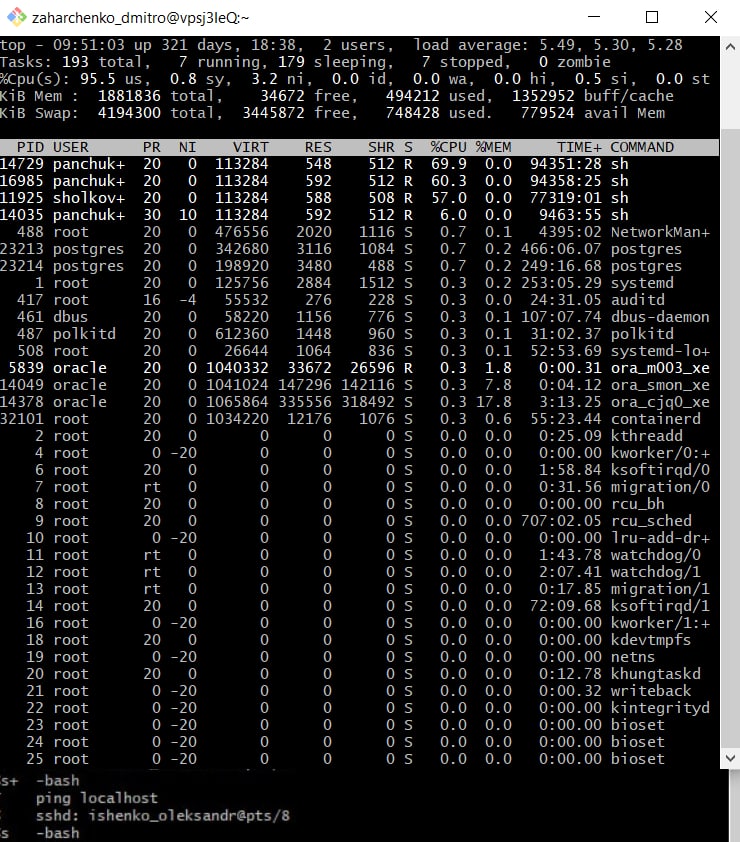 zaharchenko_dmitro@vpsj3IeQ:~
top - 09:51:03 up 321 days, 18:38,  2 users,  load average: 5.49, 5.30, 5.28
Tasks: 193 total,   7 running, 179 sleeping,   7 stopped,   0 zombie
%Cpu(s): 95.5 us,  0.8 sy,  3.2 ni,  0.0 id,  0.0 wa,  0.0 hi,  0.5 si,  0.0 st
KiB Mem :  1881836 total,    34672 free,   494212 used,  1352952 buff/cache
KiB Swap:  4194300 total,  3445872 free,   748428 used.   779524 avail Mem
PID USER      PR  NI    VIRT    RES    SHR S  %CPU %MEM     TIME+ COMMAND
14729 panchuk+  20   0  113284    548    512 R  69.9  0.0  94351:28 sh
16985 panchuk+  20   0  113284    592    512 R  60.3  0.0  94358:25 sh
11925 sholkov+  20   0  113284    588    508 R  57.0  0.0  77319:01 sh
14035 panchuk+  30  10  113284    592    512 R   6.0  0.0   9463:55 sh
488 root      20   0  476556   2020   1116 S   0.7  0.1   4395:02 NetworkMan+
23213 postgres  20   0  342680   3116   1084 S   0.7  0.2 466:06.07 postgres
23214 postgres  20   0  198920   3480    488 S   0.7  0.2 249:16.68 postgres
1 root      20   0  125756   2884   1512 S   0.3  0.2 253:05.29 systemd
417 root      16  -4   55532    276    228 S   0.3  0.0  24:31.05 auditd
461 dbus      20   0   58220   1156    776 S   0.3  0.1 107:07.74 dbus-daemon
487 polkitd   20   0  612360   1448    960 S   0.3  0.1  31:02.37 polkitd
508 root      20   0   26644   1064    836 S   0.3  0.1  52:53.69 systemd-lo+
5839 oracle    20   0 1040332  33672  26596 R   0.3  1.8   0:00.31 ora_m003_xe
14049 oracle    20   0 1041024 147296 142116 S   0.3  7.8   0:04.12 ora_smon_xe
14378 oracle    20   0 1065864 335556 318492 S   0.3 17.8   3:13.25 ora_cjq0_xe
32101 root      20   0 1034220  12176   1076 S   0.3  0.6  55:23.44 containerd
2 root      20   0       0      0      0 S   0.0  0.0   0:25.09 kthreadd
4 root       0 -20       0      0      0 S   0.0  0.0   0:00.00 kworker/0:+
6 root      20   0       0      0      0 S   0.0  0.0   1:58.84 ksoftirqd/0
7 root      rt   0       0      0      0 S   0.0  0.0   0:31.56 migration/0
8 root      20   0       0      0      0 S   0.0  0.0   0:00.00 rcu_bh
9 root      20   0       0      0      0 S   0.0  0.0 707:02.05 rcu_sched
10 root       0 -20       0      0      0 S   0.0  0.0   0:00.00 lru-add-dr+
11 root      rt   0       0      0      0 S   0.0  0.0   1:43.78 watchdog/0
12 root      rt   0       0      0      0 S   0.0  0.0   2:07.41 watchdog/1
13 root      rt   0       0      0      0 S   0.0  0.0   0:17.85 migration/1
14 root      20   0       0      0      0 S   0.0  0.0  72:09.68 ksoftirqd/1
16 root       0 -20       0      0      0 S   0.0  0.0   0:00.00 kworker/1:+
18 root      20   0       0      0      0 S   0.0  0.0   0:00.00 kdevtmpfs
19 root       0 -20       0      0      0 S   0.0  0.0   0:00.00 netns
20 root      20   0       0      0      0 S   0.0  0.0   0:12.78 khungtaskd
21 root       0 -20       0      0      0 S   0.0  0.0   0:00.32 writeback
22 root       0 -20       0      0      0 S   0.0  0.0   0:00.00 kintegrityd
23 root       0 -20       0      0      0 S   0.0  0.0   0:00.00 bioset
24 root       0 -20       0      0      0 S   0.0  0.0   0:00.00 bioset
25 root       0 -20       0      0      0 S   0.0  0.0   0:00.00 bioset
s+  -bash
ping localhost
sshd: ishenko_oleksandr@pts/8
s   -bash